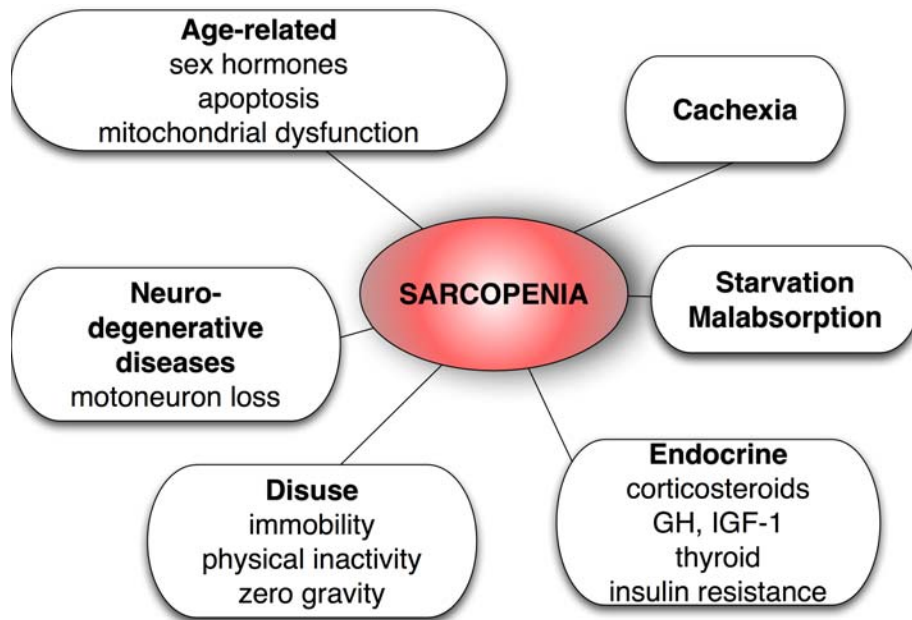 Age-related
sex hormones
apoptosis
mitochondrial dysfunction
Cachexia
SARCOPENIA
Starvation
Malabsorption
Neuro-
degenerative
diseases
motoneuron loss
Disuse
immobility
physical inactivity
zero gravity
Endocrine
corticosteroids
GH, IGF-1
thyroid
insulin resistance